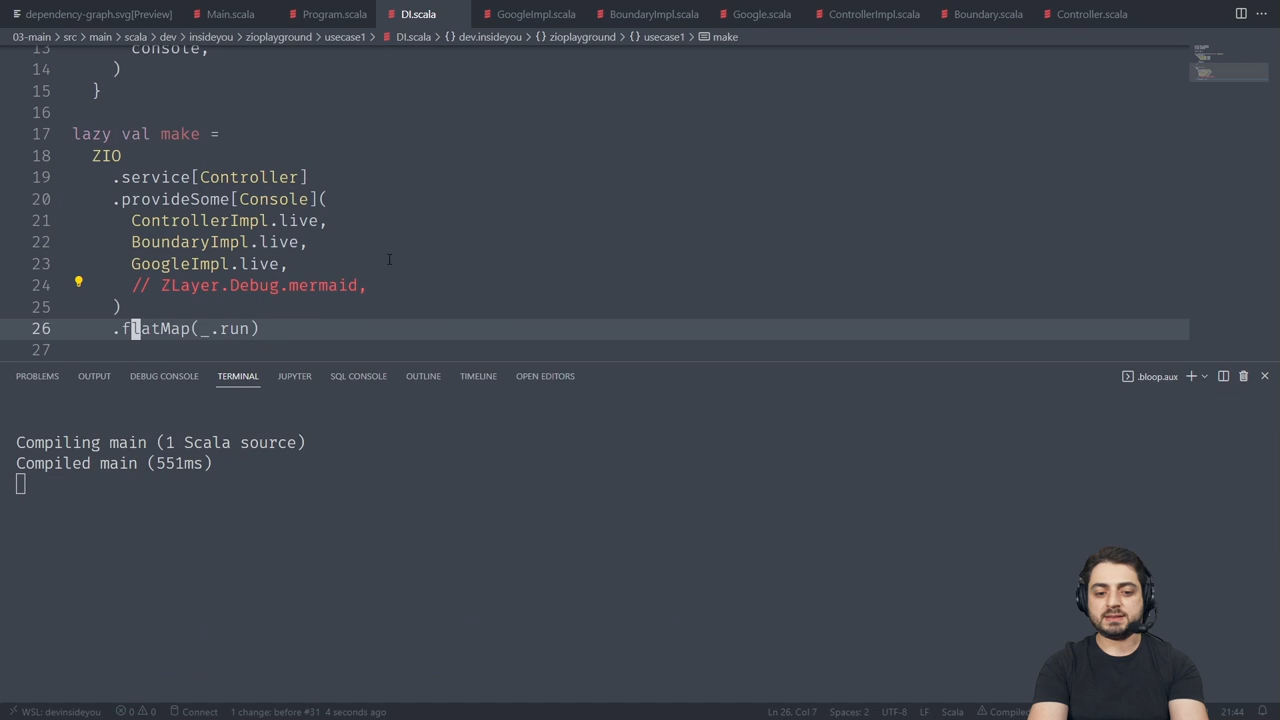 dependency-graph.svg[Preview] Main.scala Program.scala DI.scala GoogleImpl.scala BoundaryImpl.scala Google.scala ControllerImpl.scala Boundary.scala Controller.scala
03-main > src > main > scala > dev > insideyou > zioplayground > usecase1 > DI.scala > {} dev.insideyou > {} zioplayground > {} usecase1 > make
13 console,
14 )
15 }
16
17 lazy val make =
18 ZIO
19 .service[Controller]
20 .provideSome[Console](
21 ControllerImpl.live,
22 BoundaryImpl.live,
23 GoogleImpl.live,
24 // ZLayer.Debug.mermaid,
25 )
26 .flatMap(_.run)
27
PROBLEMS OUTPUT DEBUG CONSOLE TERMINAL JUPYTER SQL CONSOLE OUTLINE TIMELINE OPEN EDITORS .bloop.aux
Compiling main (1 Scala source)
Compiled main (551ms)
WSL: devinsideyou 0 0 Connect 1 change: before #31 4 seconds ago Ln 26, Col 7 Spaces: 2 UTF-8 LF Scala 21:44